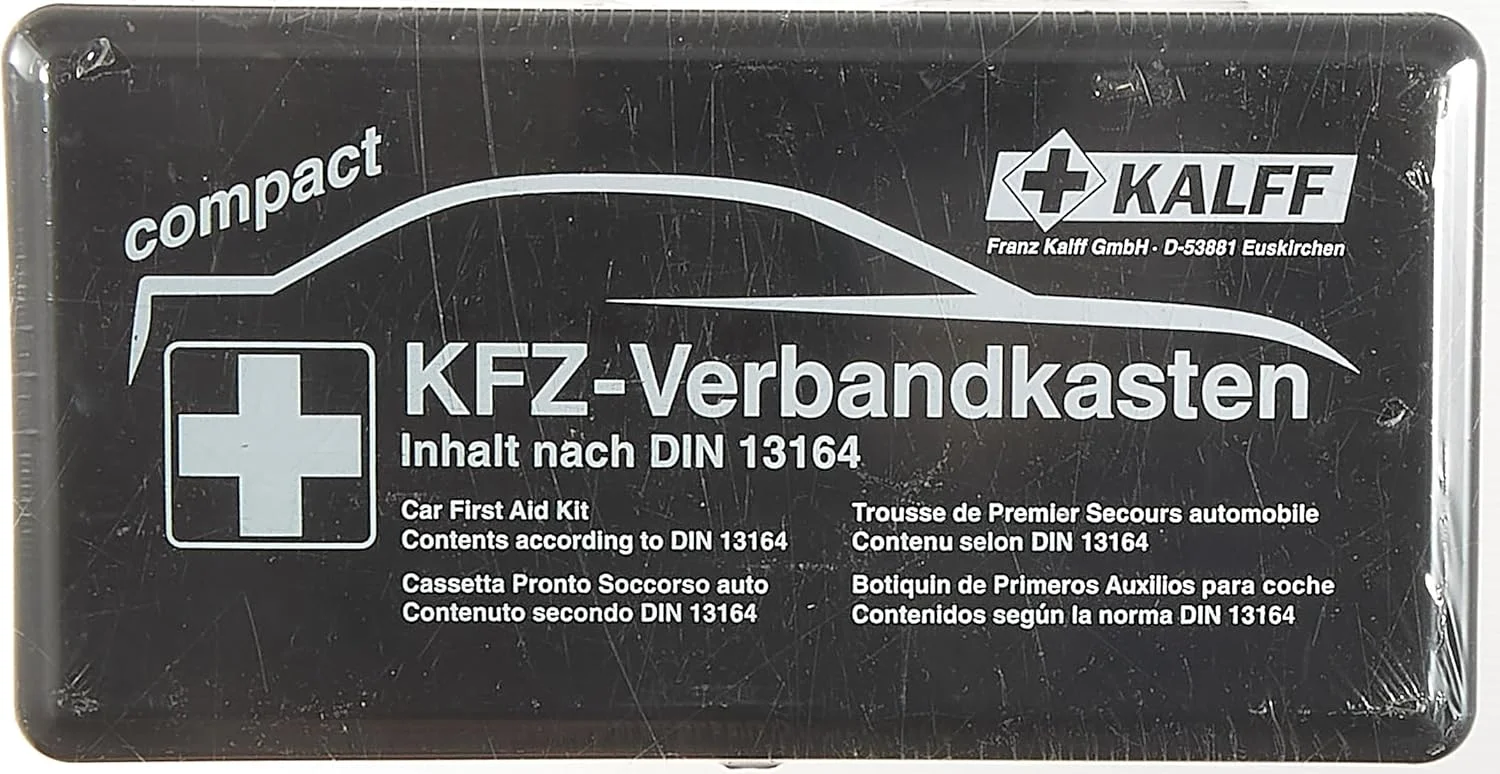 compact
KALFF
Franz Kalff GmbH · D-53881 Euskirchen
KFZ-Verbandkasten
Inhalt nach DIN 13164
Car First Aid Kit
Contents according to DIN 13164
Cassetta Pronto Soccorso auto
Contenuto secondo DIN 13164
Trousse de Premier Secours automobile
Contenu selon DIN 13164
Botiquin de Primeros Auxilios para coche
Contenidos según la norma DIN 13164